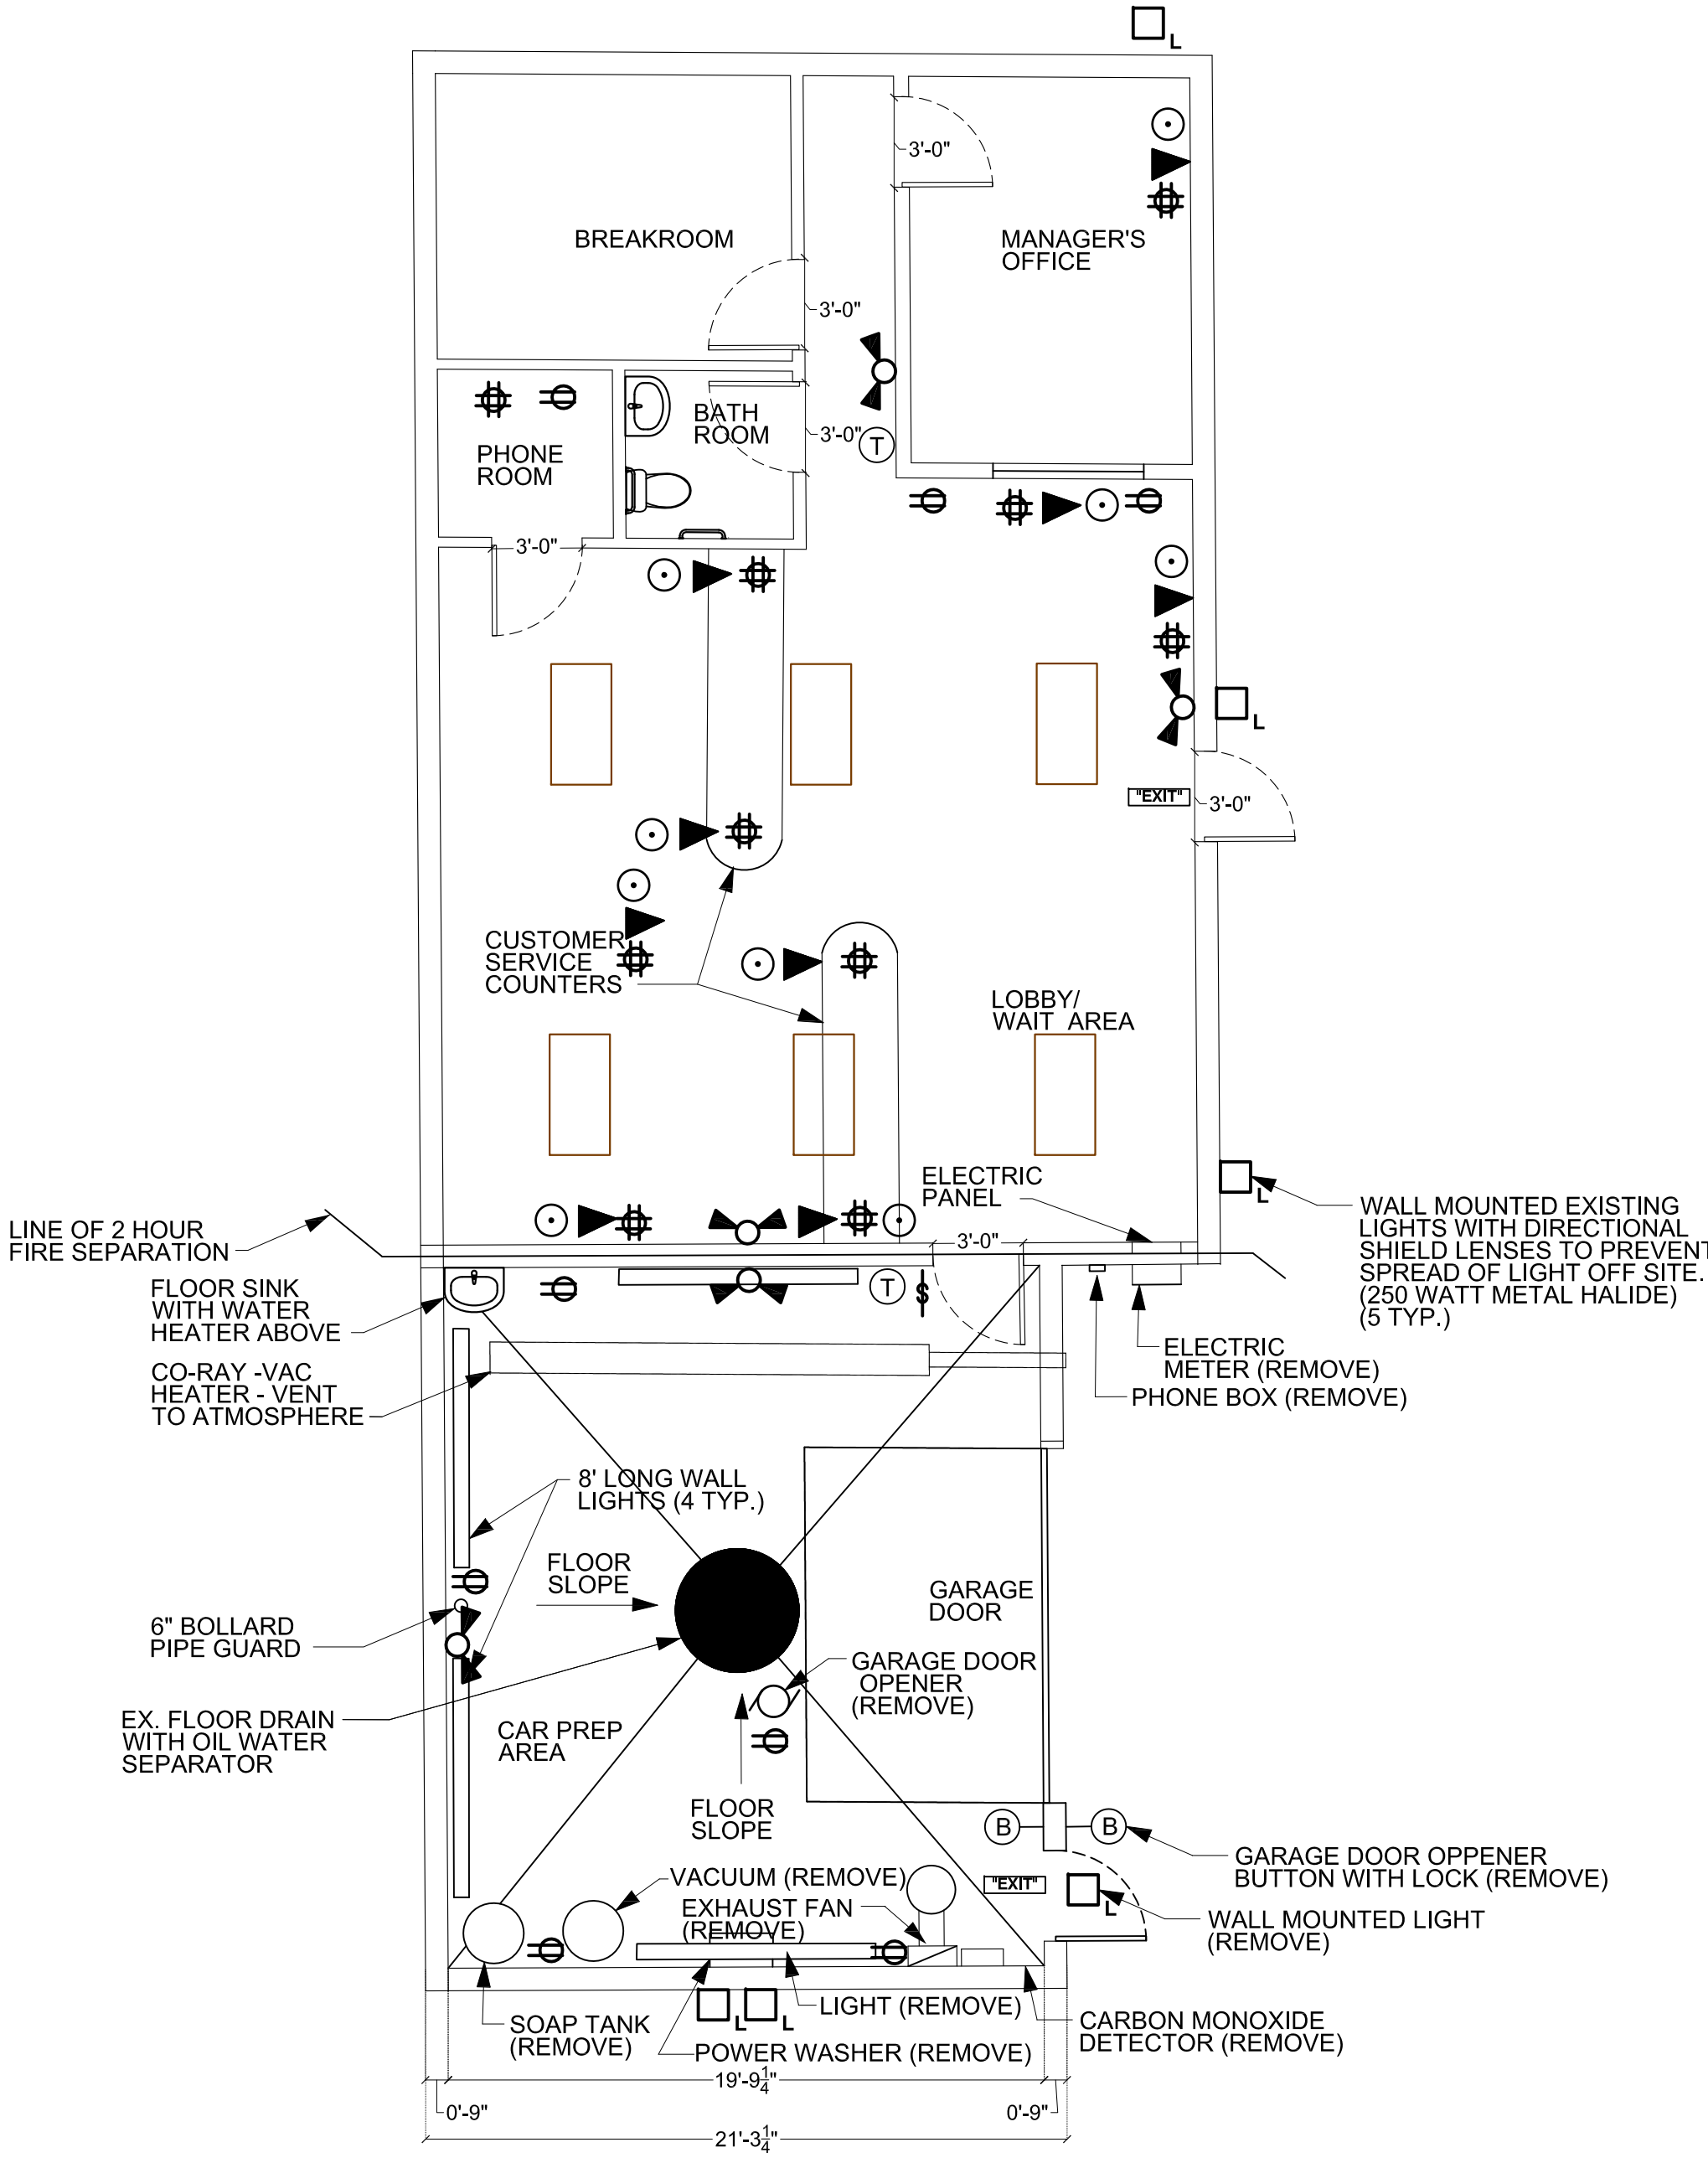 L
3'-0"
BREAKROOM
MANAGER'S
OFFICE
3'-0"
BATH
ROOM
3'-0"
T
PHONE
ROOM
3'-0"
L
"EXIT"
3'-0"
CUSTOMER
SERVICE
COUNTERS
LOBBY/
WAIT AREA
ELECTRIC
PANEL
L
WALL MOUNTED EXISTING
LIGHTS WITH DIRECTIONAL
SHIELD LENSES TO PREVENT
SPREAD OF LIGHT OFF SITE.
(250 WATT METAL HALIDE)
(5 TYP.)
LINE OF 2 HOUR
FIRE SEPARATION
3'-0"
FLOOR SINK
WITH WATER
HEATER ABOVE
T
$
ELECTRIC
METER (REMOVE)
PHONE BOX (REMOVE)
CO-RAY -VAC
HEATER - VENT
TO ATMOSPHERE
8' LONG WALL
LIGHTS (4 TYP.)
FLOOR
SLOPE
GARAGE
DOOR
6" BOLLARD
PIPE GUARD
GARAGE DOOR
OPENER
(REMOVE)
EX. FLOOR DRAIN
WITH OIL WATER
SEPARATOR
CAR PREP
AREA
FLOOR
SLOPE
B
B
GARAGE DOOR OPPENER
BUTTON WITH LOCK (REMOVE)
VACUUM (REMOVE)
"EXIT"
L
EXHAUST FAN
(REMOVE)
WALL MOUNTED LIGHT
(REMOVE)
L
L
LIGHT (REMOVE)
SOAP TANK
(REMOVE)
CARBON MONOXIDE
DETECTOR (REMOVE)
POWER WASHER (REMOVE)
19'-9 1/4"
0'-9"
0'-9"
21'-3 1/4"